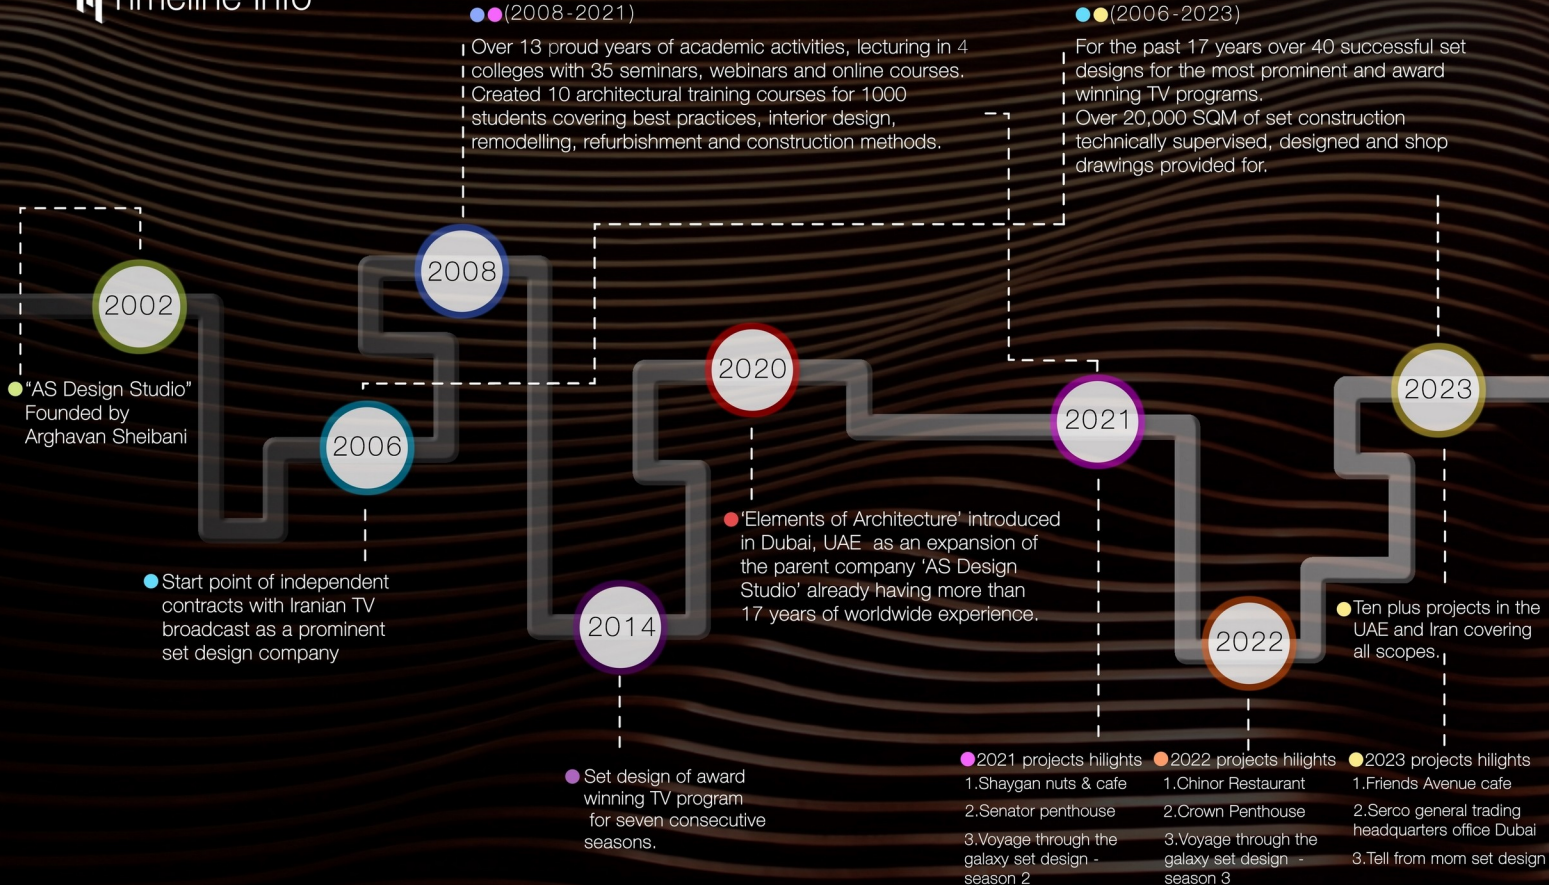 Timeline Info
(2008-2021)
Over 13 proud years of academic activities, lecturing in 4
colleges with 35 seminars, webinars and online courses.
Created 10 architectural training courses for 1000
students covering best practices, interior design,
remodelling, refurbishment and construction methods.
(2006-2023)
For the past 17 years over 40 successful set
designs for the most prominent and award
winning TV programs.
Over 20,000 SQM of set construction
technically supervised, designed and shop
drawings provided for.
2002
"AS Design Studio"
Founded by
Arghavan Sheibani
2006
Start point of independent
contracts with Iranian TV
broadcast as a prominent
set design company
2008
2014
Set design of award
winning TV program
for seven consecutive
seasons.
2020
'Elements of Architecture' introduced
in Dubai, UAE as an expansion of
the parent company 'AS Design
Studio' already having more than
17 years of worldwide experience.
2021
2021 projects hilights
1.Shaygan nuts & cafe
2.Senator penthouse
3.Voyage through the
galaxy set design -
season 2
2022
2022 projects hilights
1.Chinor Restaurant
2.Crown Penthouse
3.Voyage through the
galaxy set design -
season 3
2023
Ten plus projects in the
UAE and Iran covering
all scopes.
2023 projects hilights
1.Friends Avenue cafe
2.Serco general trading
headquarters office Dubai
3.Tell from mom set design